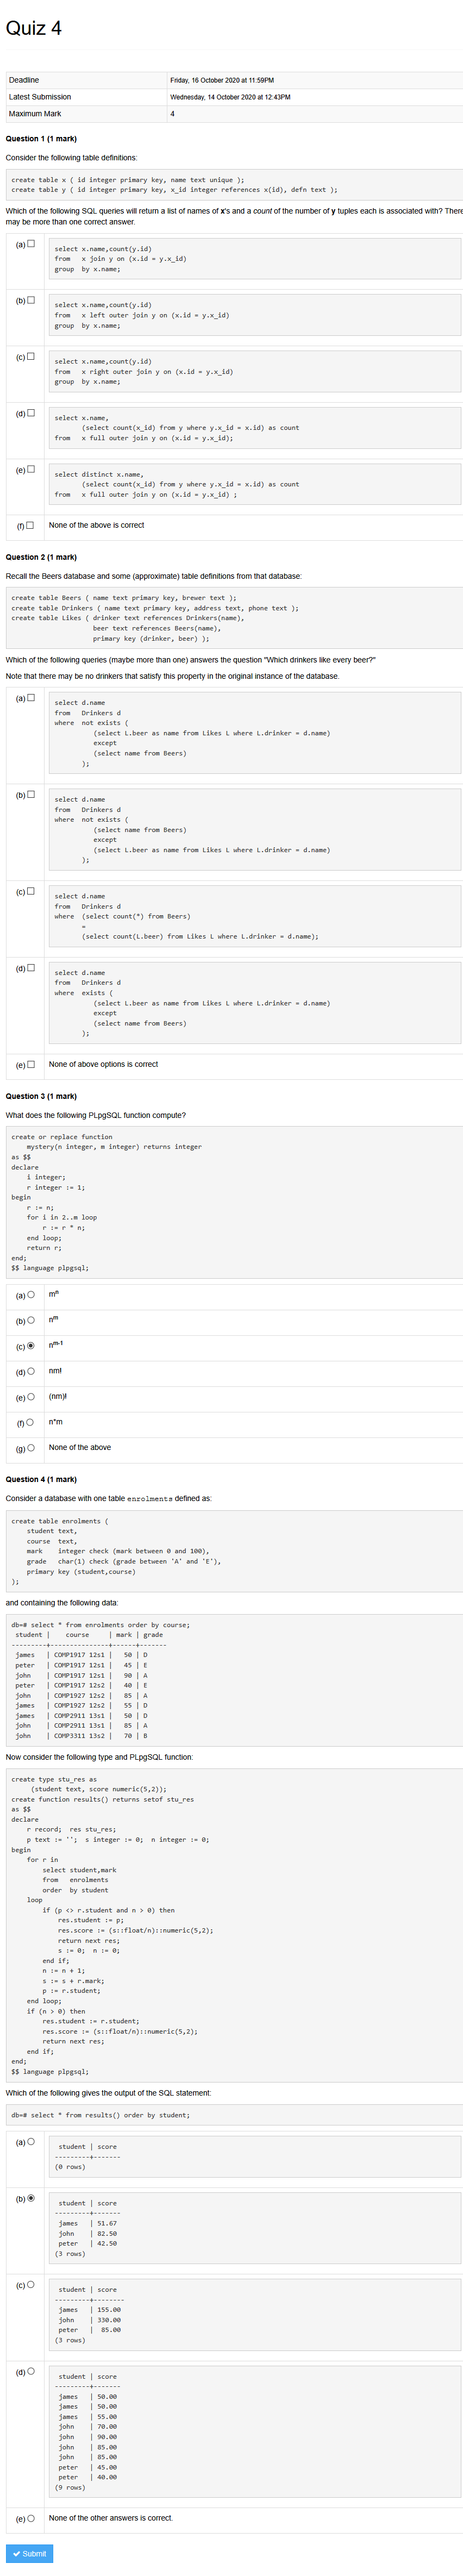 Quiz 4
Deadline Friday, 16 October 2020 at 11:59PM
Latest Submission Wednesday, 14 October 2020 at 12:43PM
Maximum Mark 4
Question 1 (1 mark)
Consider the following table definitions:
create table x ( id integer primary key, name text unique );
create table y ( id integer primary key, x_id integer references x(id), defn text );
Which of the following SQL queries will return a list of names of x's and a count of the number of y tuples each is associated with? There
may be more than one correct answer.
(a)
select x.name,count(y.id)
from   x join y on (x.id = y.x_id)
group  by x.name;
(b)
select x.name,count(y.id)
from   x left outer join y on (x.id = y.x_id)
group  by x.name;
(c)
select x.name,count(y.id)
from   x right outer join y on (x.id = y.x_id)
group  by x.name;
(d)
select x.name,
       (select count(x_id) from y where y.x_id = x.id) as count
from   x full outer join y on (x.id = y.x_id);
(e)
select distinct x.name,
       (select count(x_id) from y where y.x_id = x.id) as count
from   x full outer join y on (x.id = y.x_id) ;
(f) None of the above is correct
Question 2 (1 mark)
Recall the Beers database and some (approximate) table definitions from that database:
create table Beers ( name text primary key, brewer text );
create table Drinkers ( name text primary key, address text, phone text );
create table Likes ( drinker text references Drinkers(name),
                     beer text references Beers(name),
                     primary key (drinker, beer) );
Which of the following queries (maybe more than one) answers the question "Which drinkers like every beer?"
Note that there may be no drinkers that satisfy this property in the original instance of the database.
(a)
select d.name
from   Drinkers d
where  not exists (
          (select L.beer as name from Likes L where L.drinker = d.name)
          except
          (select name from Beers)
       );
(b)
select d.name
from   Drinkers d
where  not exists (
          (select name from Beers)
          except
          (select L.beer as name from Likes L where L.drinker = d.name)
       );
(c)
select d.name
from   Drinkers d
where  (select count(*) from Beers)
       =
       (select count(L.beer) from Likes L where L.drinker = d.name);
(d)
select d.name
from   Drinkers d
where  exists (
          (select L.beer as name from Likes L where L.drinker = d.name)
          except
          (select name from Beers)
       );
(e) None of above options is correct
Question 3 (1 mark)
What does the following PLpgSQL function compute?
create or replace function
    mystery(n integer, m integer) returns integer
as $$
declare
    i integer;
    r integer := 1;
begin
    r := n;
    for i in 2..m loop
        r := r * n;
    end loop;
    return r;
end;
$$ language plpgsql;
(a) mⁿ
(b) nᵐ
(c) nᵐ⁻¹
(d) nm!
(e) (nm)!
(f) n*m
(g) None of the above
Question 4 (1 mark)
Consider a database with one table enrolments defined as:
create table enrolments (
    student text,
    course  text,
    mark    integer check (mark between 0 and 100),
    grade   char(1) check (grade between 'A' and 'E'),
    primary key (student,course)
);
and containing the following data:
db=# select * from enrolments order by course;
 student |    course     | mark | grade
---------+---------------+------+-------
 james   | COMP1917 12s1 |   50 | D
 peter   | COMP1917 12s1 |   45 | E
 john    | COMP1917 12s1 |   90 | A
 peter   | COMP1917 12s2 |   40 | E
 john    | COMP1927 12s2 |   85 | A
 james   | COMP1927 12s2 |   55 | D
 james   | COMP2911 13s1 |   50 | D
 john    | COMP2911 13s1 |   85 | A
 john    | COMP3311 13s2 |   70 | B
Now consider the following type and PLpgSQL function:
create type stu_res as
     (student text, score numeric(5,2));
create function results() returns setof stu_res
as $$
declare
    r record;  res stu_res;
    p text := '';  s integer := 0;  n integer := 0;
begin
    for r in
        select student,mark
        from   enrolments
        order  by student
    loop
        if (p <> r.student and n > 0) then
            res.student := p;
            res.score := (s::float/n)::numeric(5,2);
            return next res;
            s := 0;  n := 0;
        end if;
        n := n + 1;
        s := s + r.mark;
        p := r.student;
    end loop;
    if (n > 0) then
        res.student := r.student;
        res.score := (s::float/n)::numeric(5,2);
        return next res;
    end if;
end;
$$ language plpgsql;
Which of the following gives the output of the SQL statement:
db=# select * from results() order by student;
(a)
 student | score
---------+-------
(0 rows)
(b)
 student | score
---------+-------
 james   | 51.67
 john    | 82.50
 peter   | 42.50
(3 rows)
(c)
 student | score
---------+--------
 james   | 155.00
 john    | 330.00
 peter   |  85.00
(3 rows)
(d)
 student | score
---------+-------
 james   | 50.00
 james   | 50.00
 james   | 55.00
 john    | 70.00
 john    | 90.00
 john    | 85.00
 john    | 85.00
 peter   | 45.00
 peter   | 40.00
(9 rows)
(e) None of the other answers is correct.
✔ Submit